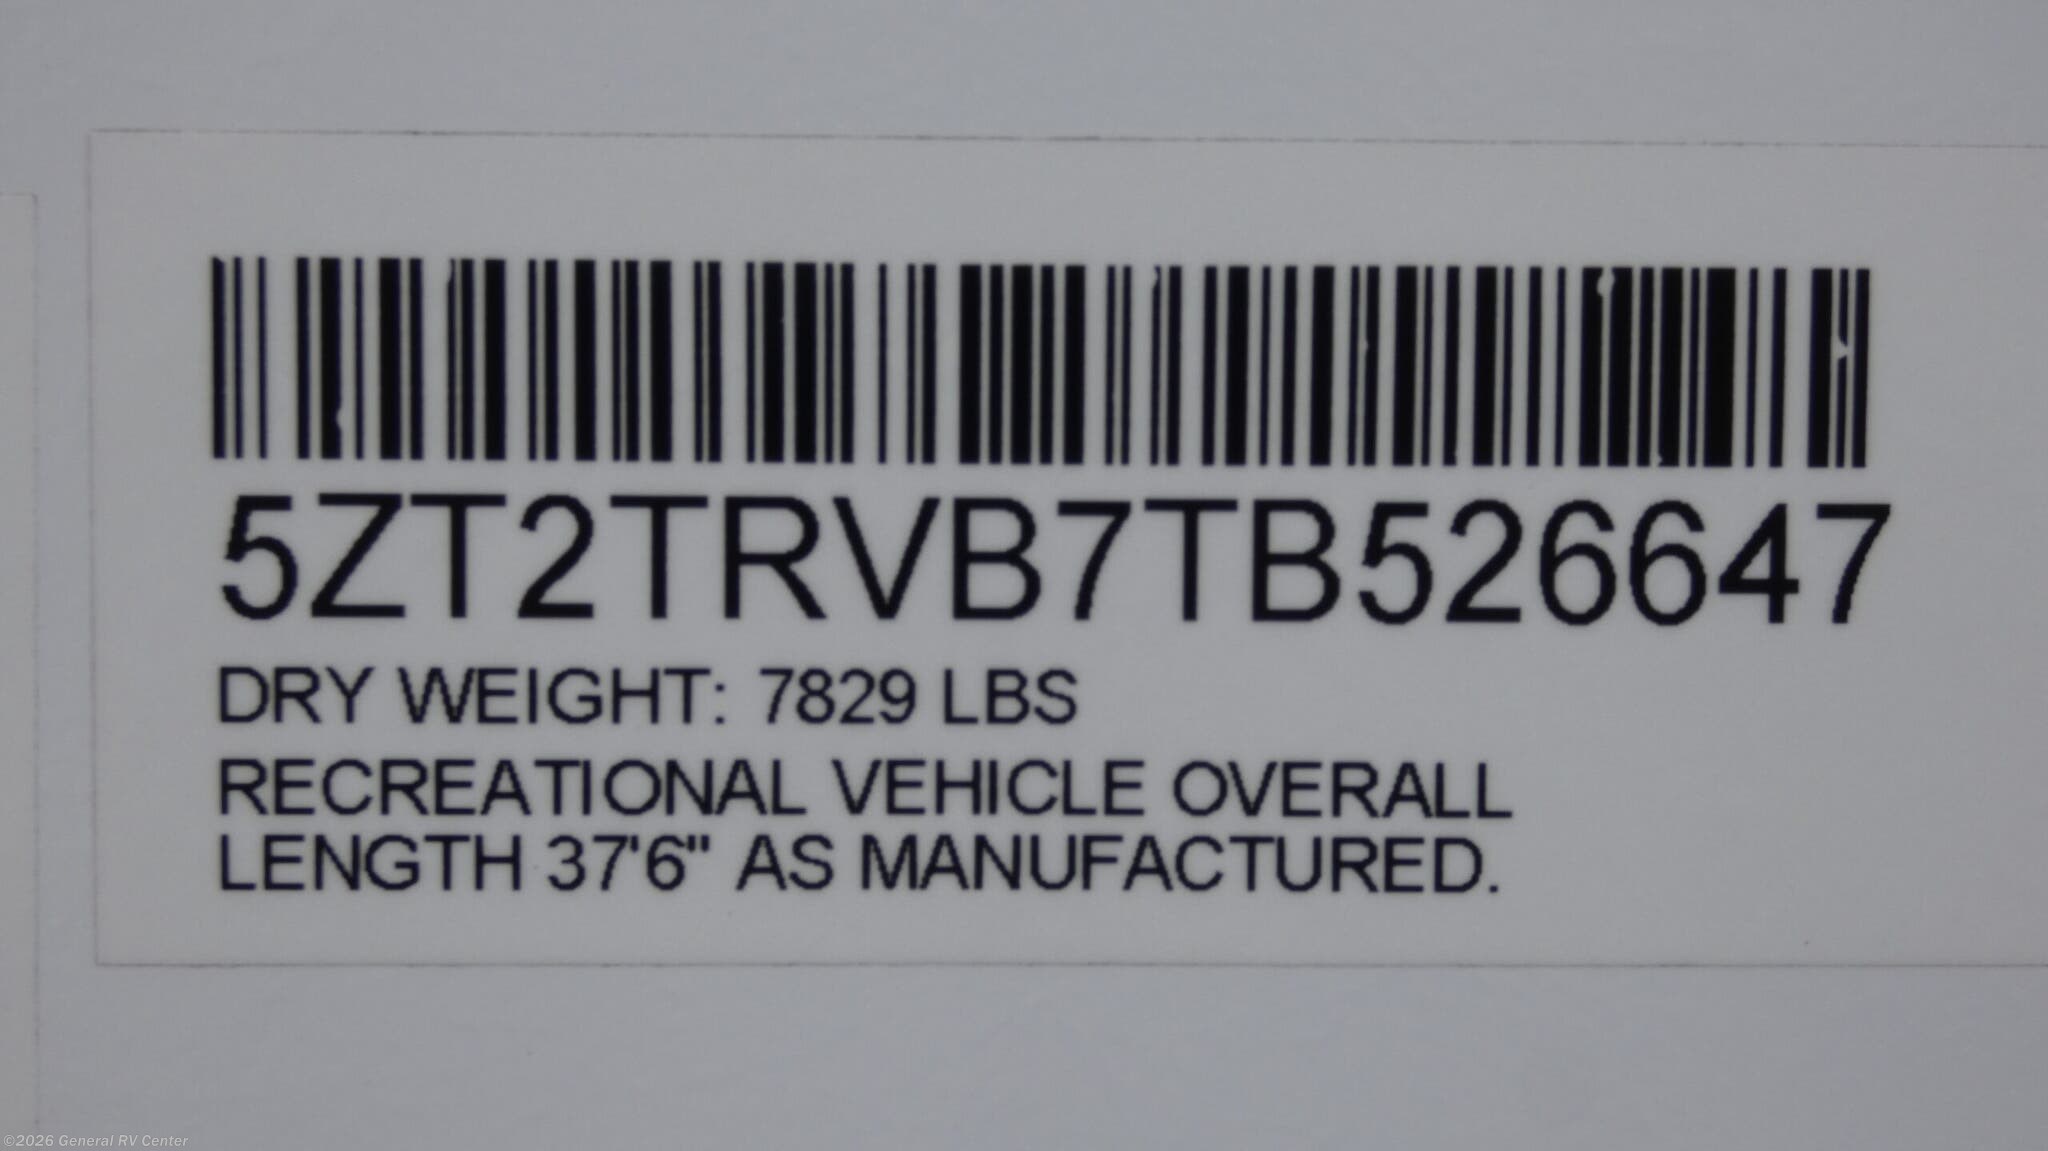 5ZT2TRVB7TB526647
DRY WEIGHT: 7829 LBS
RECREATIONAL VEHICLE OVERALL
LENGTH 37'6" AS MANUFACTURED.
©2026 General RV Center